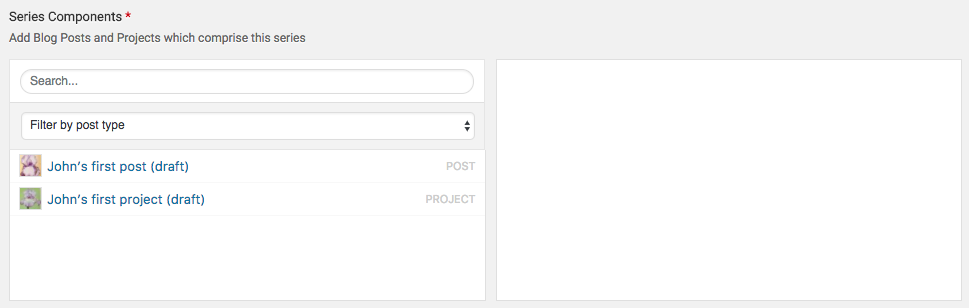 Series Components *
Add Blog Posts and Projects which comprise this series
Search...
Filter by post type
John's first post (draft) POST
John's first project (draft) PROJECT